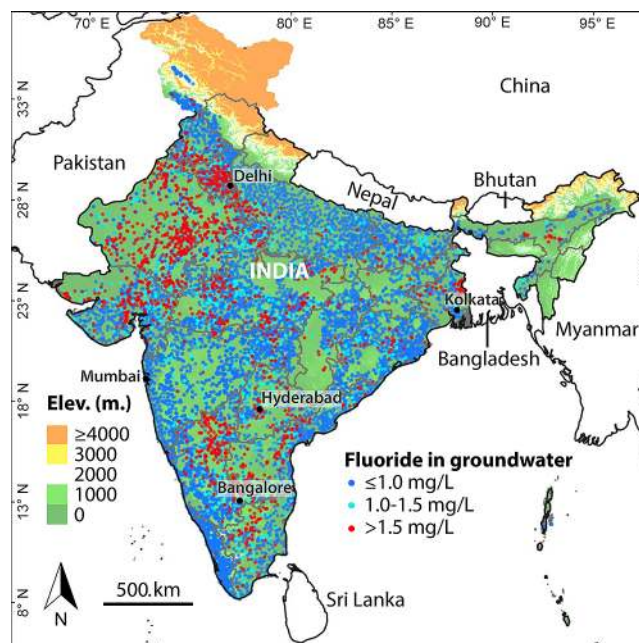 70° E
80° E
90° E
95° E
33° N
28° N
23° N
18° N
13° N
8° N
China
Pakistan
Delhi
Nepal
Bhutan
INDIA
Kolkata
Myanmar
Bangladesh
Mumbai
Hyderabad
Elev. (m.)
≥4000
3000
2000
1000
0
Fluoride in groundwater
≤1.0 mg/L
1.0-1.5 mg/L
>1.5 mg/L
Bangalore
N
500.km
Sri Lanka